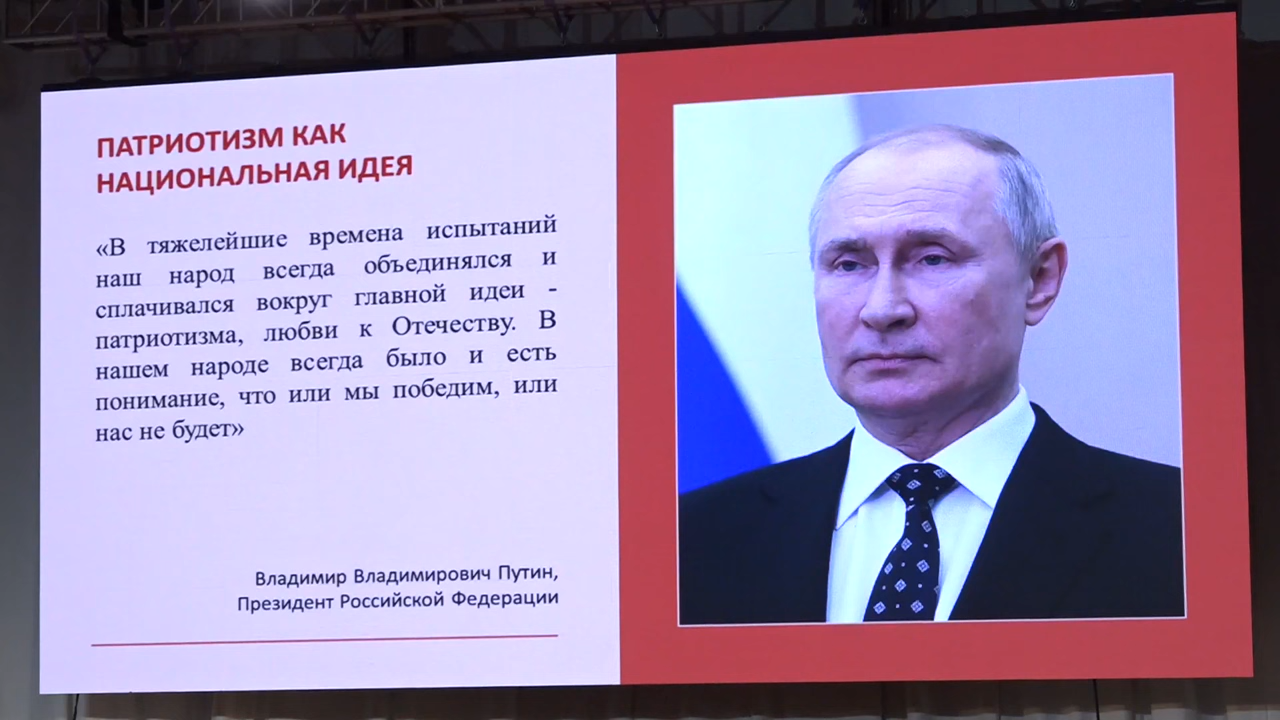 ПАТРИОТИЗМ КАК
НАЦИОНАЛЬНАЯ ИДЕЯ
«В тяжелейшие времена испытаний
наш народ всегда объединялся и
сплачивался вокруг главной идеи -
патриотизма, любви к Отечеству. В
нашем народе всегда было и есть
понимание, что или мы победим, или
нас не будет»
Владимир Владимирович Путин,
Президент Российской Федерации